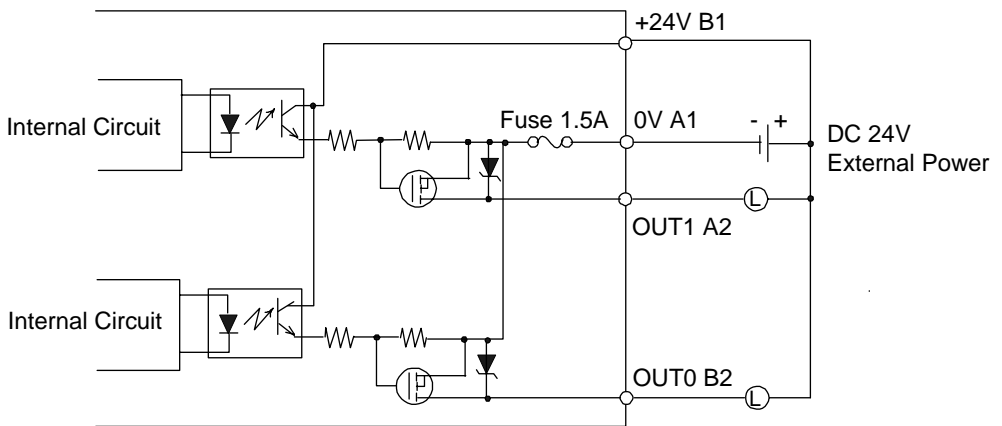 +24V B1
Internal Circuit
Fuse 1.5A
0V A1
- +
DC 24V
External Power
L
OUT1 A2
Internal Circuit
OUT0 B2
L